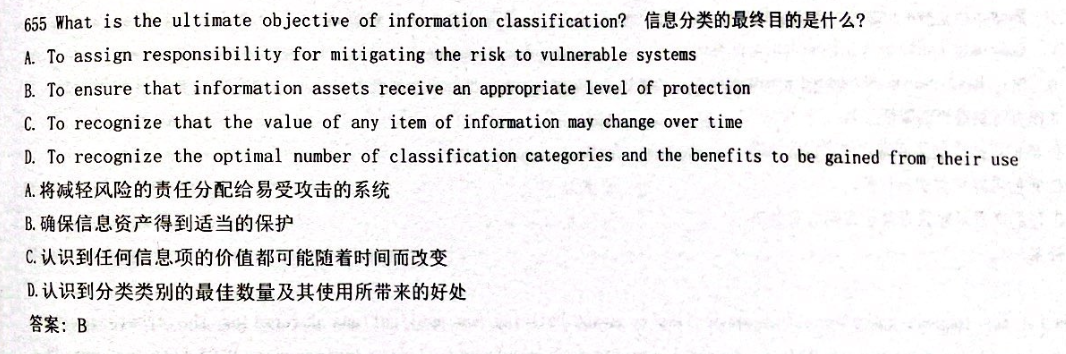 655 What is the ultimate objective of information classification? 信息分类的最终目的是什么?
A. To assign responsibility for mitigating the risk to vulnerable systems
B. To ensure that information assets receive an appropriate level of protection
C. To recognize that the value of any item of information may change over time
D. To recognize the optimal number of classification categories and the benefits to be gained from their use
A.将减轻风险的责任分配给易受攻击的系统
B.确保信息资产得到适当的保护
C.认识到任何信息项的价值都可能随着时间而改变
D.认识到分类类别的最佳数量及其使用所带来的好处
答案: B